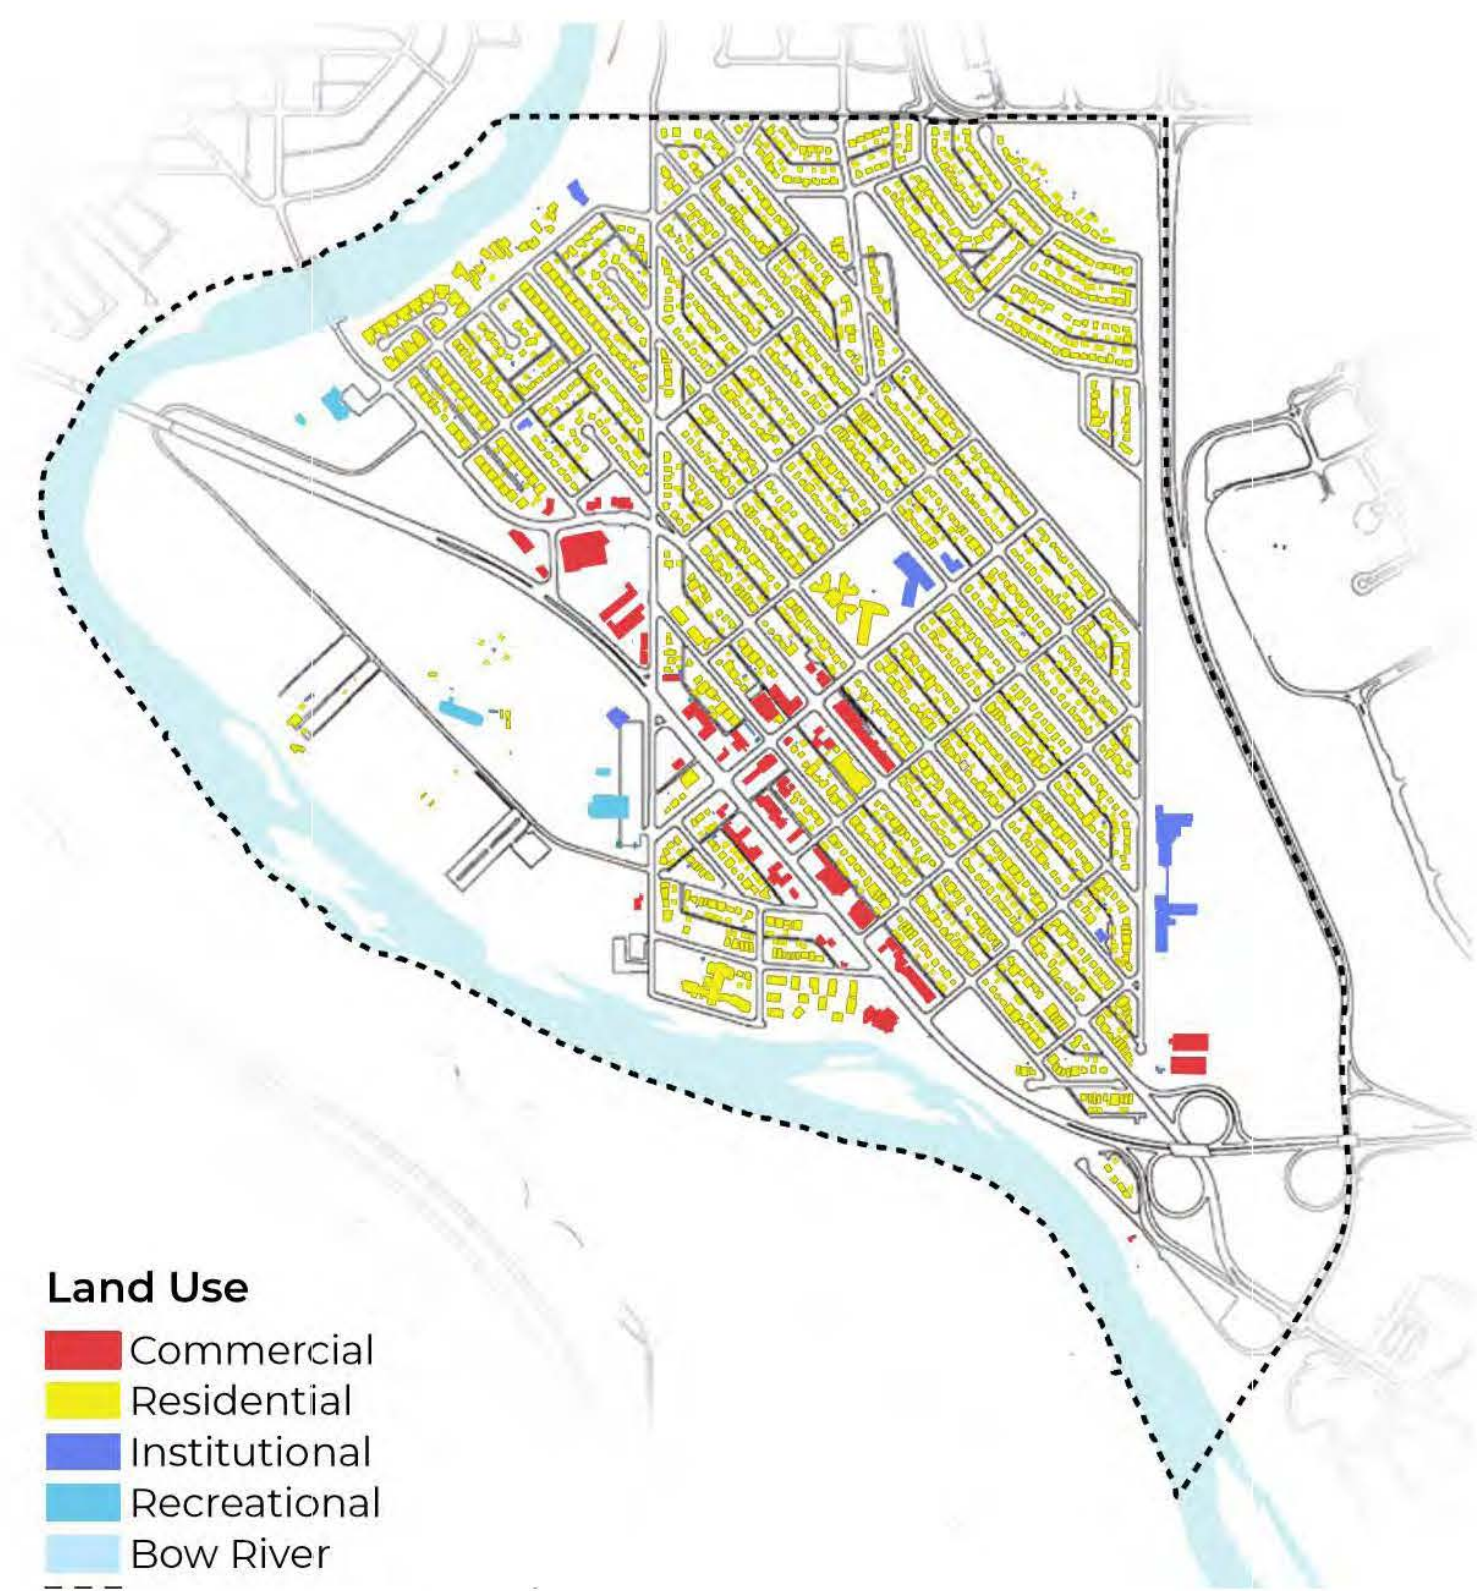 Land Use
Commercial
Residential
Institutional
Recreational
Bow River